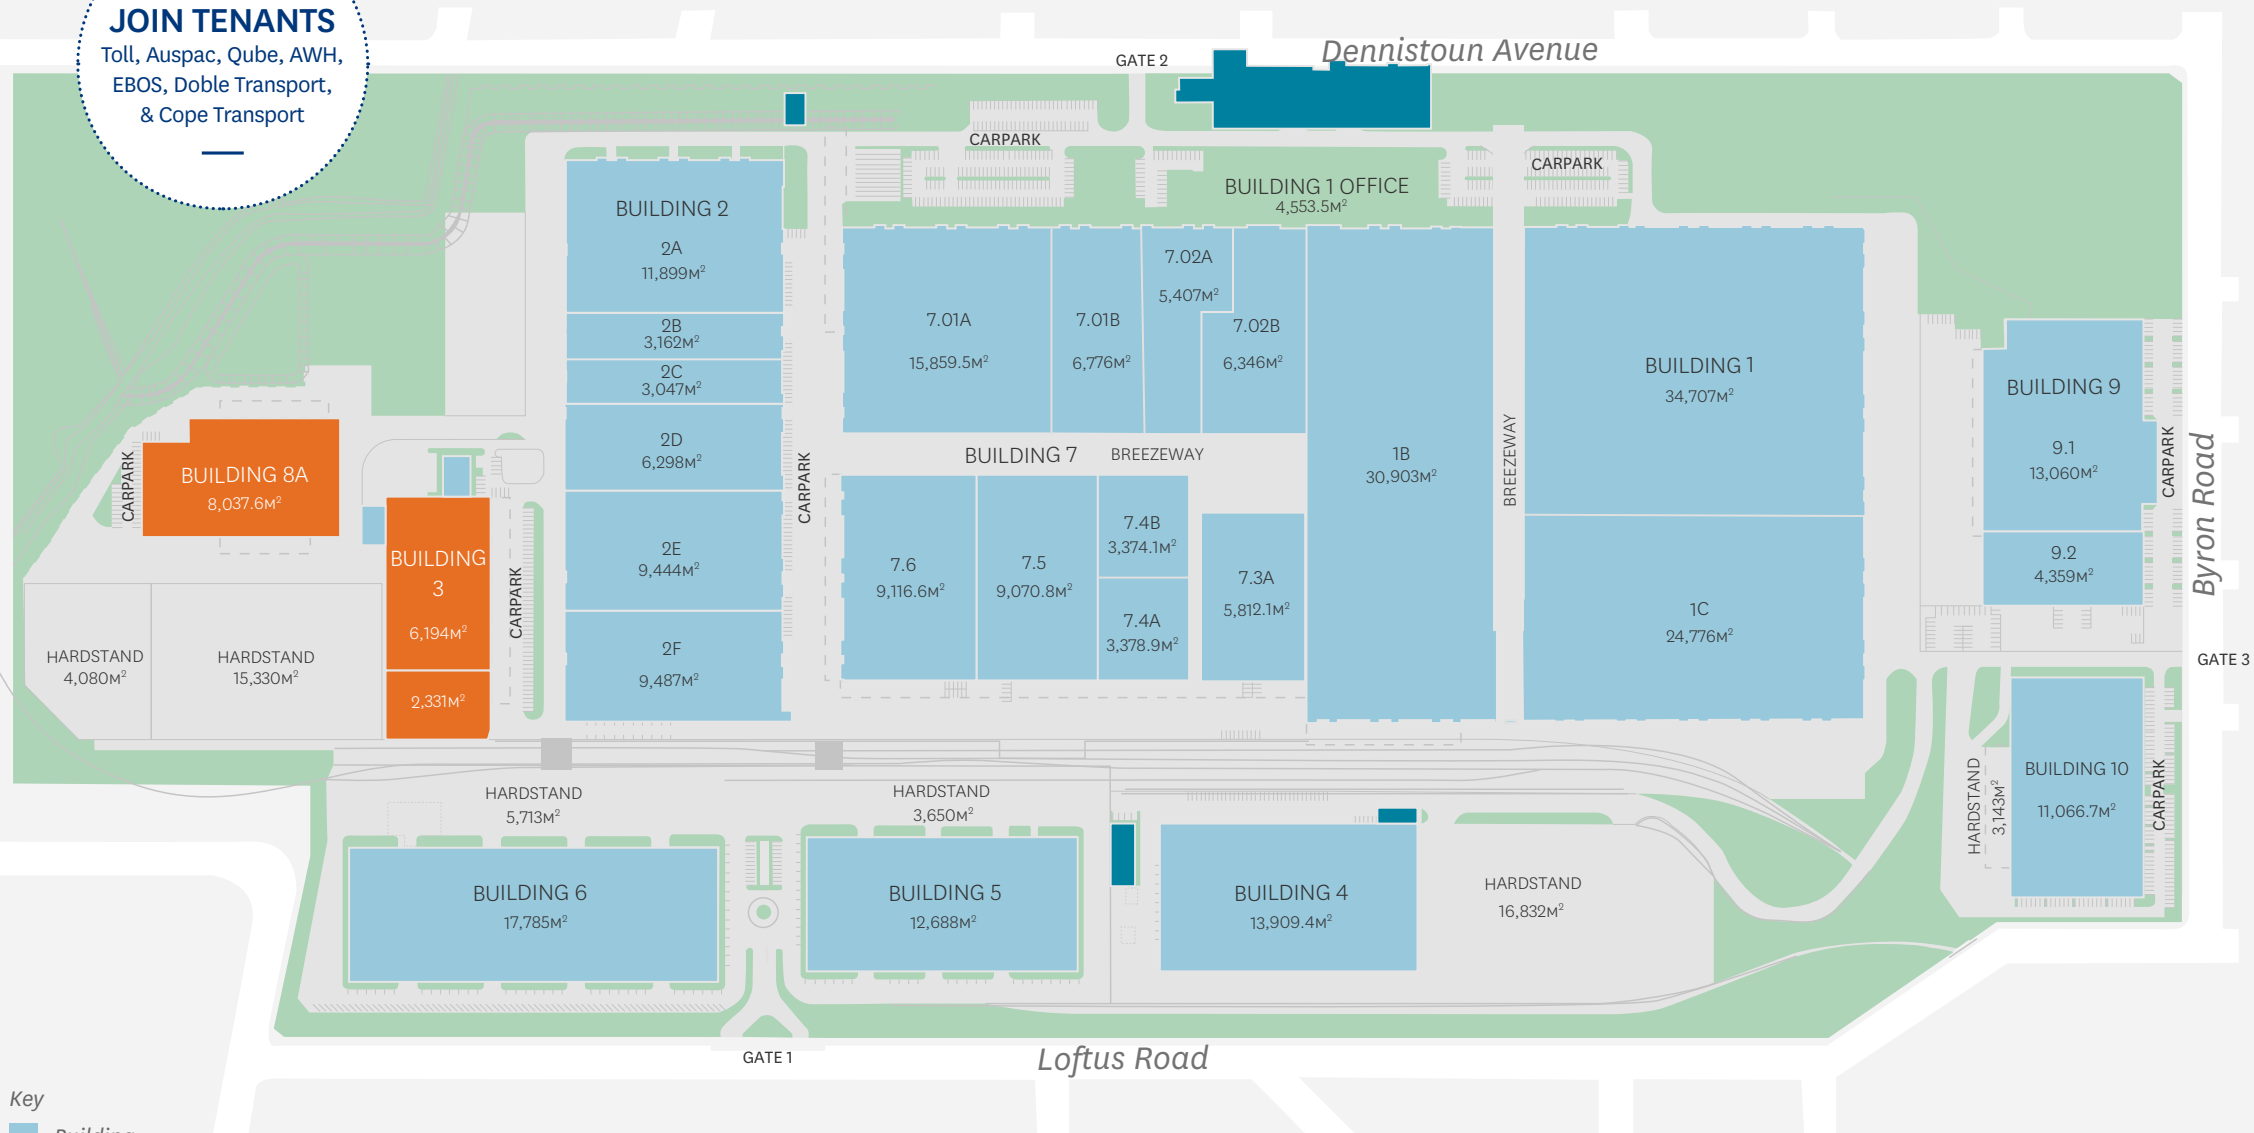 JOIN TENANTS
Toll, Auspac, Qube, AWH,
EBOS, Doble Transport,
& Cope Transport
GATE 2
Dennistoun Avenue
CARPARK
CARPARK
BUILDING 1 OFFICE
4,553.5M²
BUILDING 2
2A
11,899M²
2B
3,162M²
2C
3,047M²
2D
6,298M²
2E
9,444M²
2F
9,487M²
CARPARK
7.01A
15,859.5M²
7.01B
6,776M²
7.02A
5,407M²
7.02B
6,346M²
BUILDING 7
BREEZEWAY
7.6
9,116.6M²
7.5
9,070.8M²
7.4B
3,374.1M²
7.4A
3,378.9M²
7.3A
5,812.1M²
1B
30,903M²
BREEZEWAY
BUILDING 1
34,707M²
1C
24,776M²
BUILDING 9
9.1
13,060M²
9.2
4,359M²
CARPARK
Byron Road
GATE 3
CARPARK
BUILDING 8A
8,037.6M²
BUILDING
3
6,194M²
2,331M²
CARPARK
HARDSTAND
4,080M²
HARDSTAND
15,330M²
HARDSTAND
5,713M²
HARDSTAND
3,650M²
BUILDING 6
17,785M²
BUILDING 5
12,688M²
BUILDING 4
13,909.4M²
HARDSTAND
16,832M²
HARDSTAND
3,143M²
BUILDING 10
11,066.7M²
CARPARK
GATE 1
Loftus Road
Key
Building